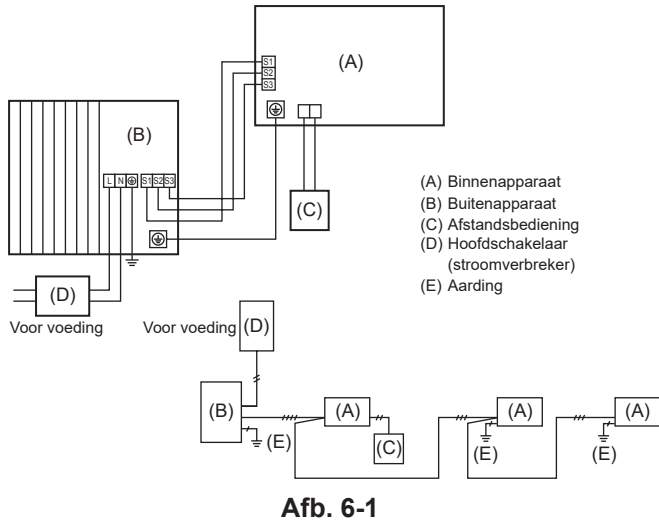 S1
S2
S3
(A)
(B)
L N S1 S2 S3
(C)
(D)
Voor voeding
(A) Binnenapparaat
(B) Buitenapparaat
(C) Afstandsbediening
(D) Hoofdschakelaar
(stroomverbreker)
(E) Aarding
Voor voeding (D)
(B) (A) (A) (A)
(E) (C) (E) (E)
Afb. 6-1